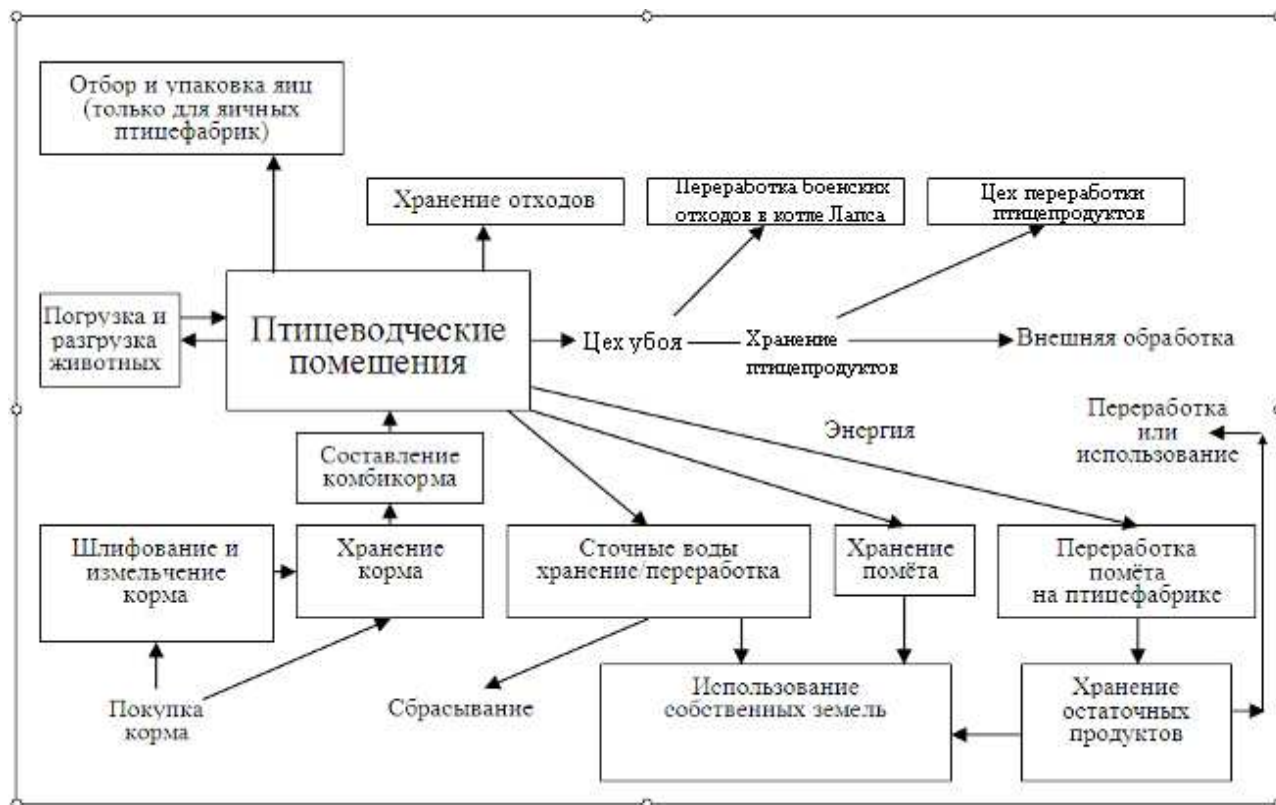 Отбор и упаковка яиц
(только для яичных
птицефабрик)
Хранение отходов
Переработка боенских
отходов в котле Лапса
Цех переработки
птицепродуктов
Погрузка и
разгрузка
животных
Птицеводческие
помещения
Цех убоя
Хранение
птицепродуктов
Внешняя обработка
Энергия
Переработка
или
использование
Составление
комбикорма
Шлифование и
измельчение
корма
Хранение
корма
Сточные воды
хранение/переработка
Хранение
помёта
Переработка
помёта
на птицефабрике
Покупка
корма
Сбрасывание
Использование
собственных земель
Хранение
остаточных
продуктов